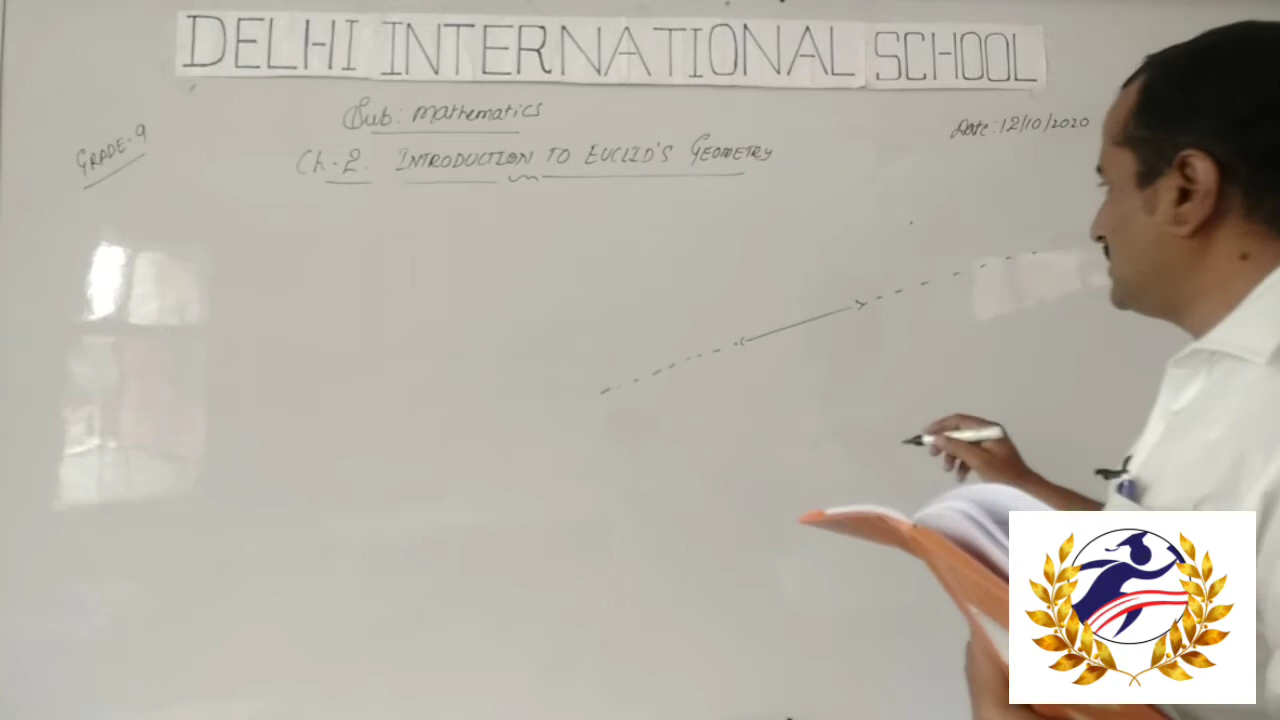 DELHI INTERNATIONAL SCHOOL
Sub: mathematics
Date: 12/10/2020
GRADE-9
Ch-2. INTRODUCTION TO EUCLID'S GEOMETRY